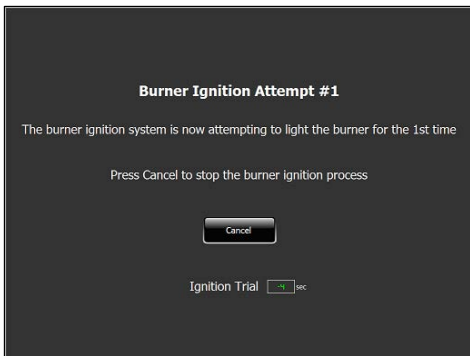 Burner Ignition Attempt #1
The burner ignition system is now attempting to light the burner for the 1st time
Press Cancel to stop the burner ignition process
Cancel
Ignition Trial sec